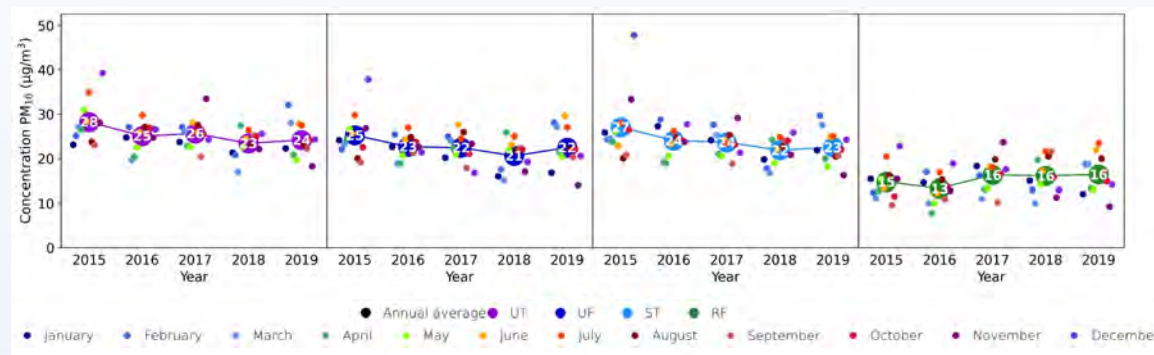 Concentration PM₁₀ (µg/m³)
50
40
30
20
10
0
28 25 26 23 24
25 23 22 21 22
27 24 24 22 23
15 13 16 16 16
2015 2016 2017 2018 2019 2015 2016 2017 2018 2019 2015 2016 2017 2018 2019 2015 2016 2017 2018 2019
Year Year Year Year
Annual average UT UF ST RF
January February March April May June July August September October November December